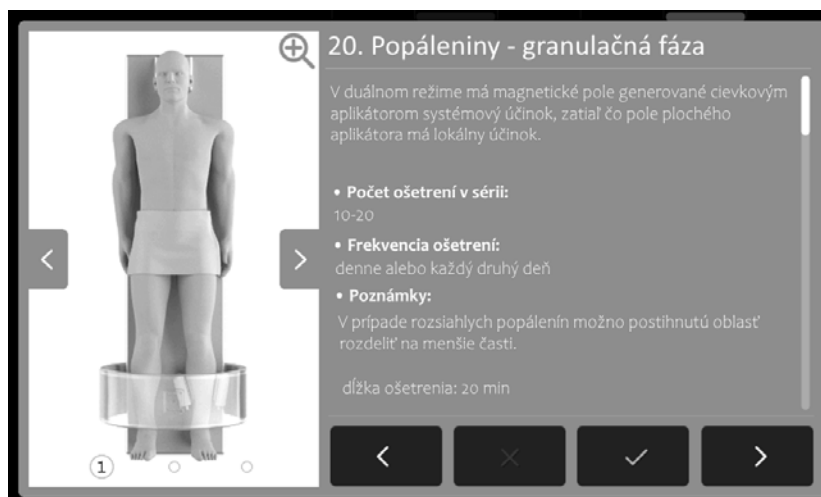 20. Popáleniny - granulačná fáza
V duálnom režime má magnetické pole generované cievkovým
aplikátorom systémový účinok, zatiaľ čo pole plochého
aplikátora má lokálny účinok.
• Počet ošetrení v sérii:
10-20
• Frekvencia ošetrení:
denne alebo každý druhý deň
• Poznámky:
V prípade rozsiahlych popálenín možno postihnutú oblasť
rozdeliť na menšie časti.
dĺžka ošetrenia: 20 min
1